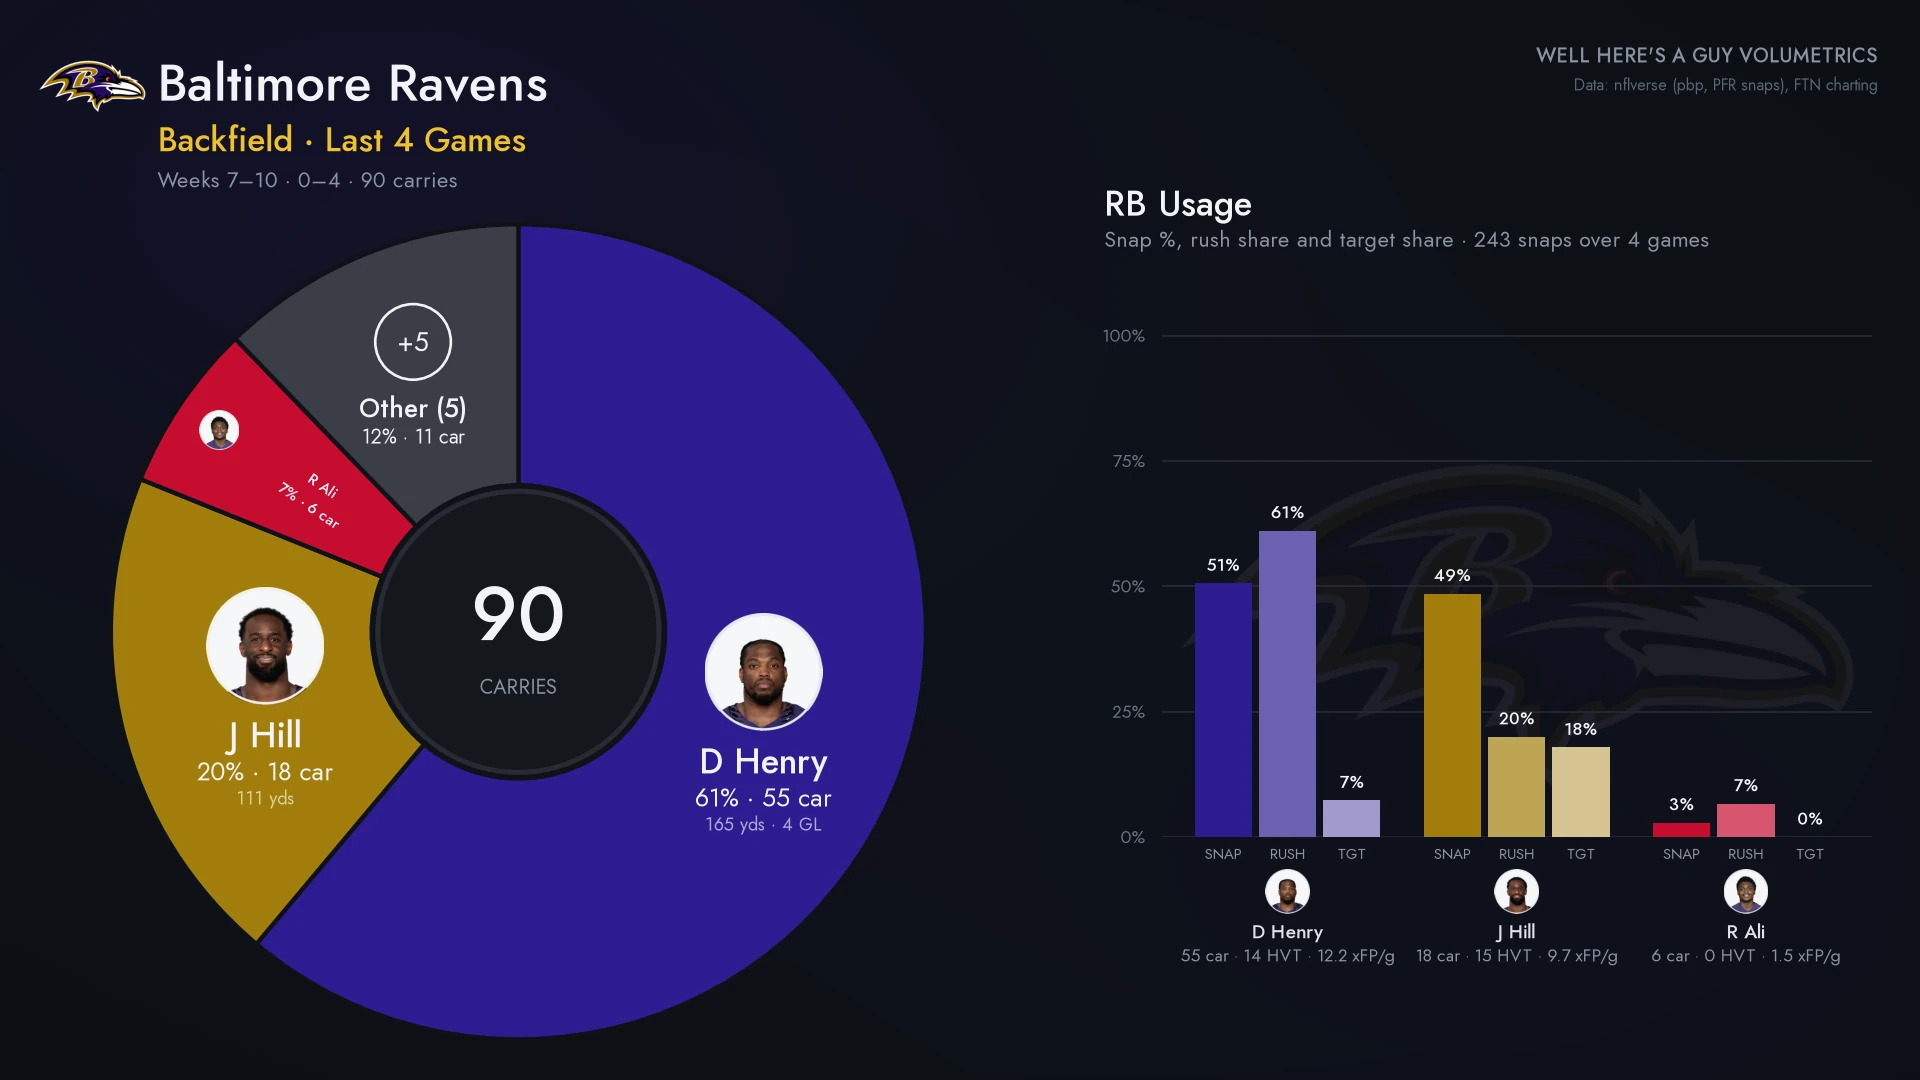 Baltimore Ravens
Backfield · Last 4 Games
Weeks 7–10 · 0–4 · 90 carries
WELL HERE'S A GUY VOLUMETRICS
Data: nflverse (pbp, PFR snaps), FTN charting
+5
Other (5)
12% · 11 car
R Ali
7% · 6 car
J Hill
20% · 18 car
111 yds
90
CARRIES
D Henry
61% · 55 car
165 yds · 4 GL
RB Usage
Snap %, rush share and target share · 243 snaps over 4 games
100%
75%
50%
25%
0%
51%
61%
7%
49%
20%
18%
3%
7%
0%
SNAP RUSH TGT SNAP RUSH TGT SNAP RUSH TGT
D Henry
55 car · 14 HVT · 12.2 xFP/g
J Hill
18 car · 15 HVT · 9.7 xFP/g
R Ali
6 car · 0 HVT · 1.5 xFP/g
B
B